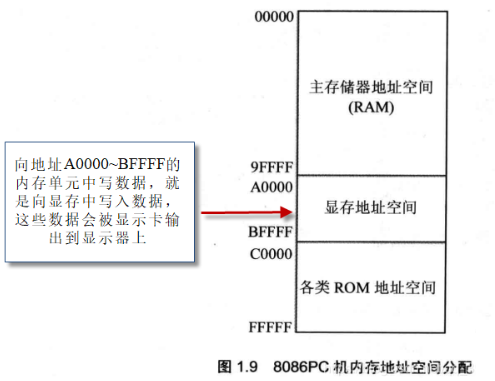 00000
主存储器地址空间
(RAM)
9FFFF
A0000
向地址A0000~BFFFF的
内存单元中写数据，就
是向显存中写入数据，
这些数据会被显示卡输
出到显示器上
显存地址空间
BFFFF
C0000
各类 ROM 地址空间
FFFFF
图 1.9 8086PC 机内存地址空间分配